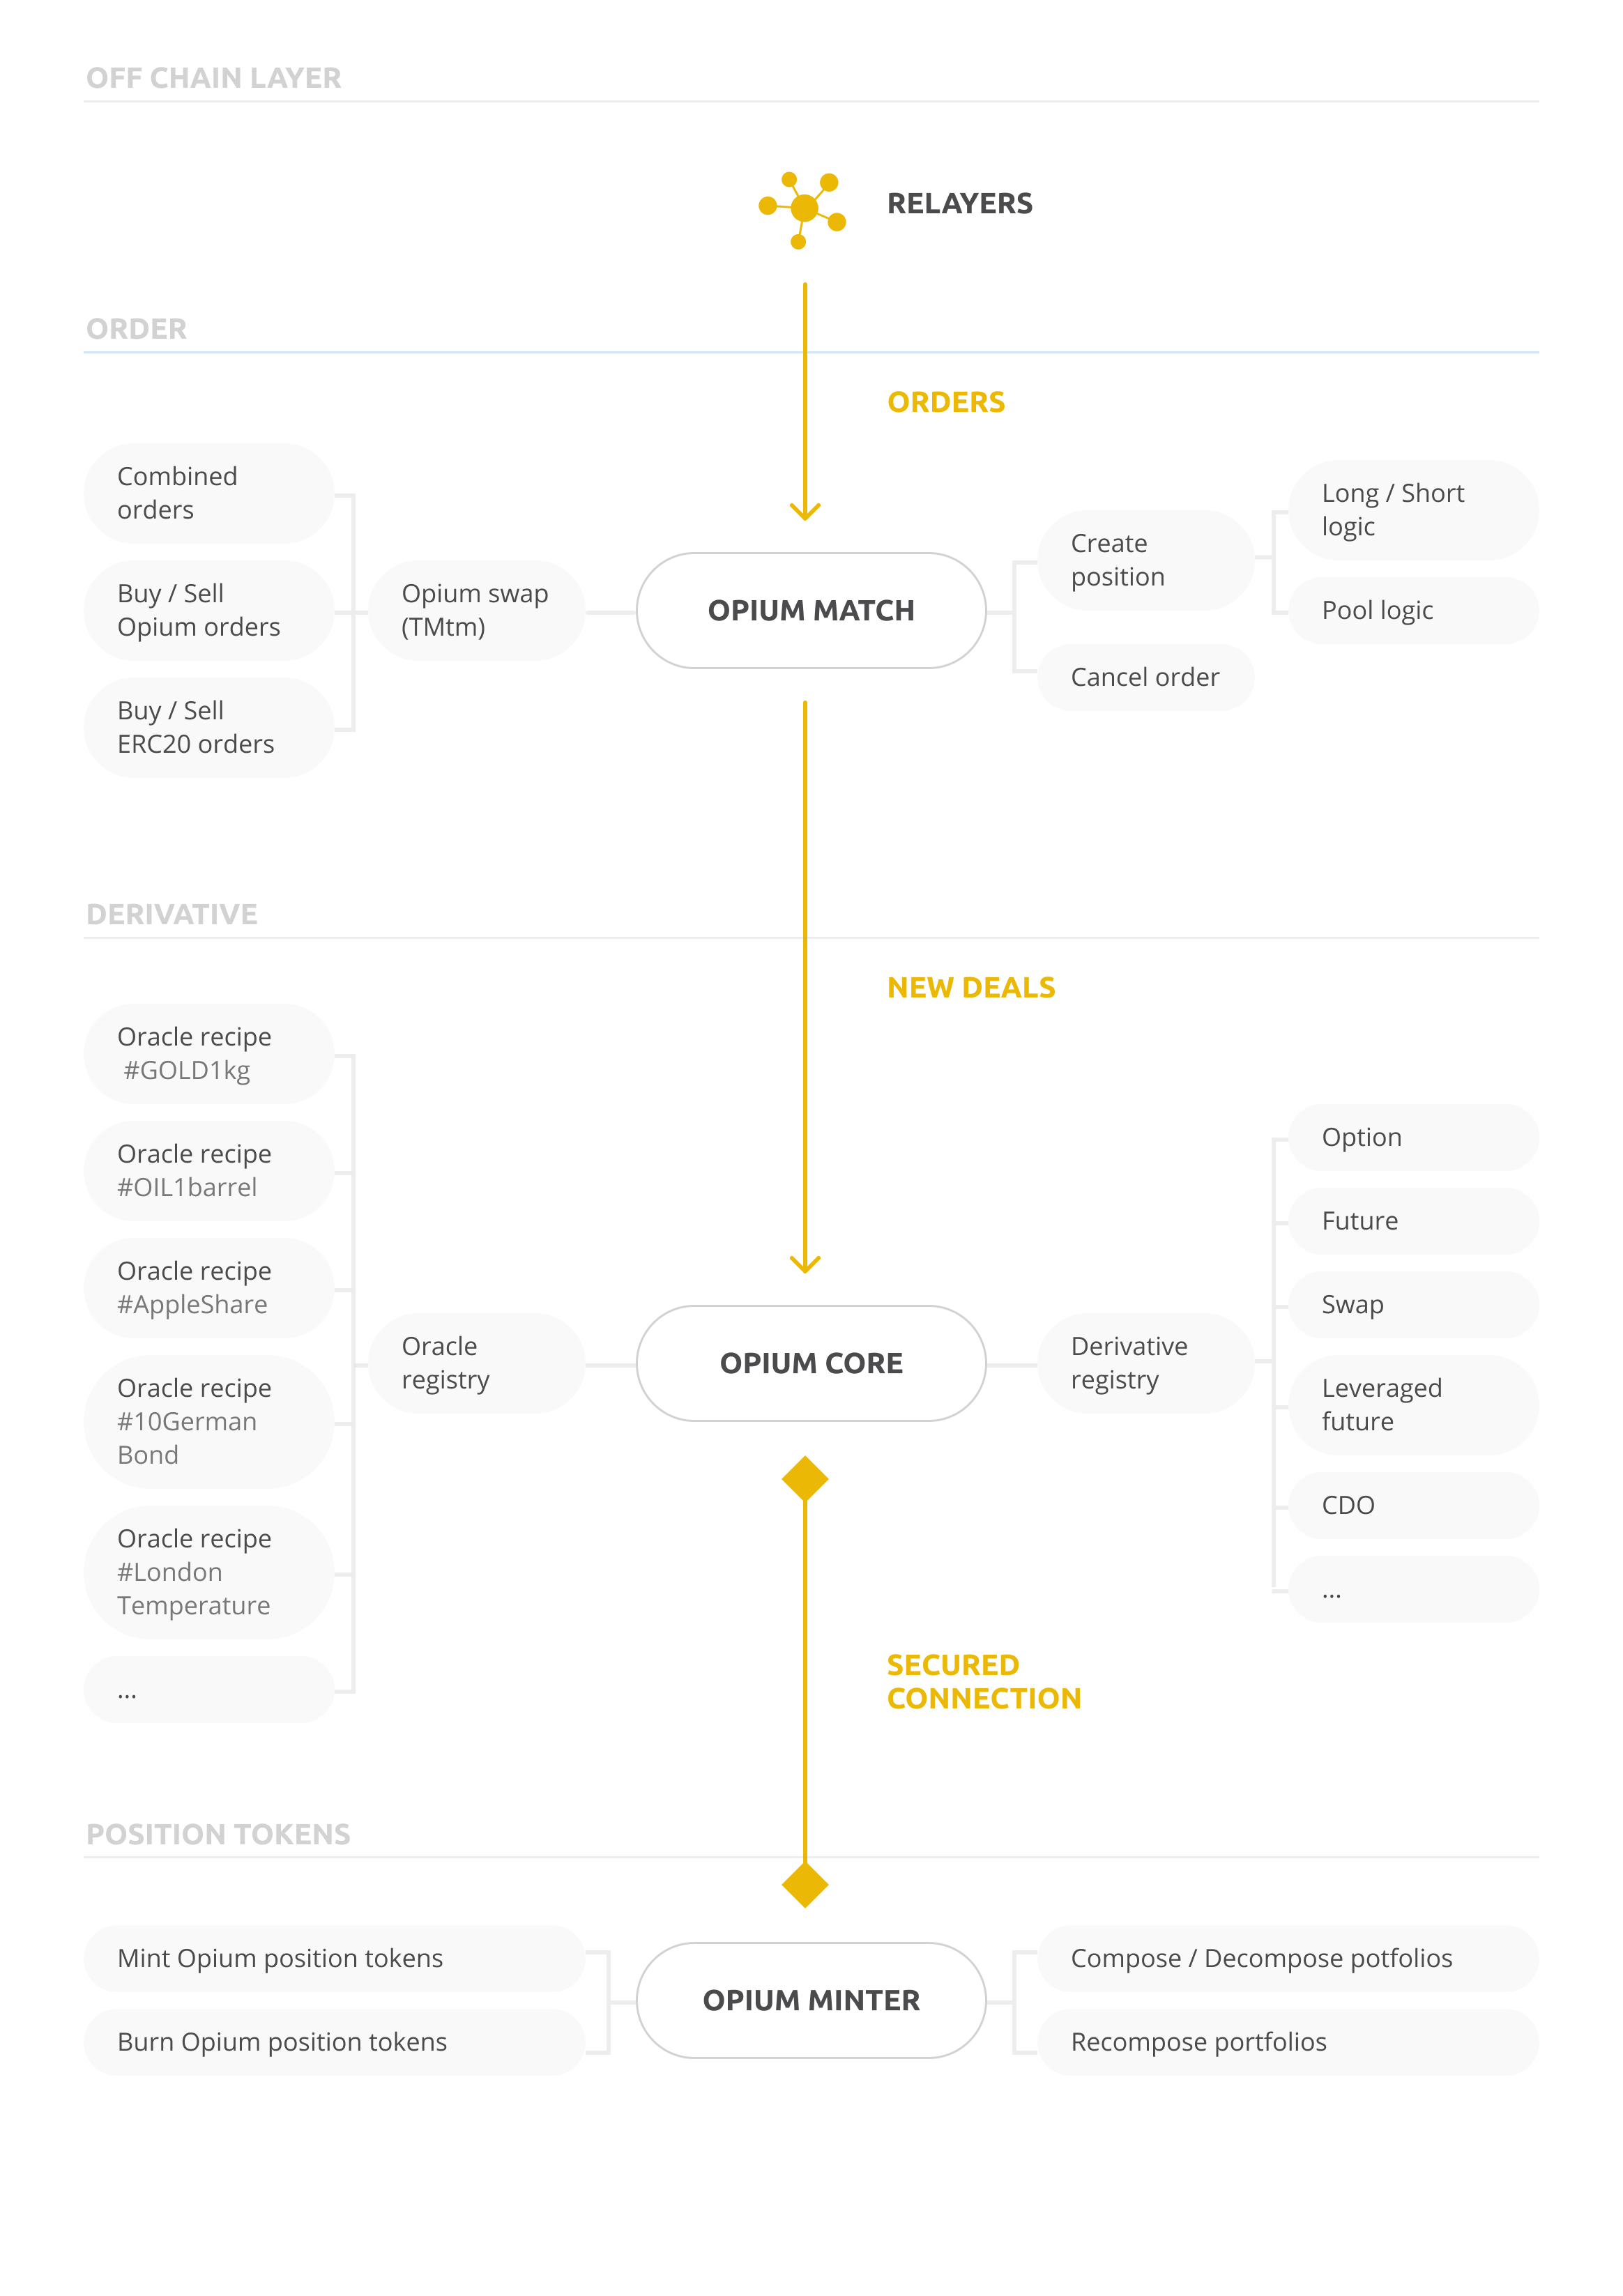 OFF CHAIN LAYER
RELAYERS
ORDER
ORDERS
Combined
orders
Buy / Sell
Opium orders
Buy / Sell
ERC20 orders
Opium swap
(TMtm)
OPIUM MATCH
Create
position
Cancel order
Long / Short
logic
Pool logic
DERIVATIVE
NEW DEALS
Oracle recipe
#GOLD1kg
Oracle recipe
#OIL1barrel
Oracle recipe
#AppleShare
Oracle recipe
#10German
Bond
Oracle recipe
#London
Temperature
...
Oracle
registry
OPIUM CORE
Derivative
registry
Option
Future
Swap
Leveraged
future
CDO
...
SECURED
CONNECTION
POSITION TOKENS
Mint Opium position tokens
Burn Opium position tokens
OPIUM MINTER
Compose / Decompose potfolios
Recompose portfolios